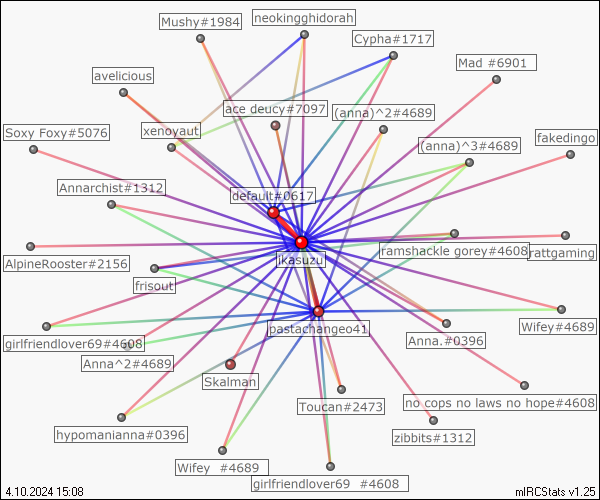 Mushy#1984
neokingghidorah
Cypha#1717
Mad #6901
avelicious
ace deucy#7097
(anna)^2#4689
Soxy Foxy#5076
xenoyaut
(anna)^3#4689
fakedingo
Annarchist#1312
default#0617
AlpineRooster#2156
jkasuzu
ramshackle gorey#4608
rattgaming
frisout
girlfriendlover69#4608
pastachangeo41
Anna.#0396
Wifey#4689
Anna^2#4689
Skalman
Toucan#2473
no cops no laws no hope#4608
hypomanianna#0396
zibbits#1312
Wifey #4689
girlfriendlover69 #4608
4.10.2024 15:08
mIRCStats v1.25